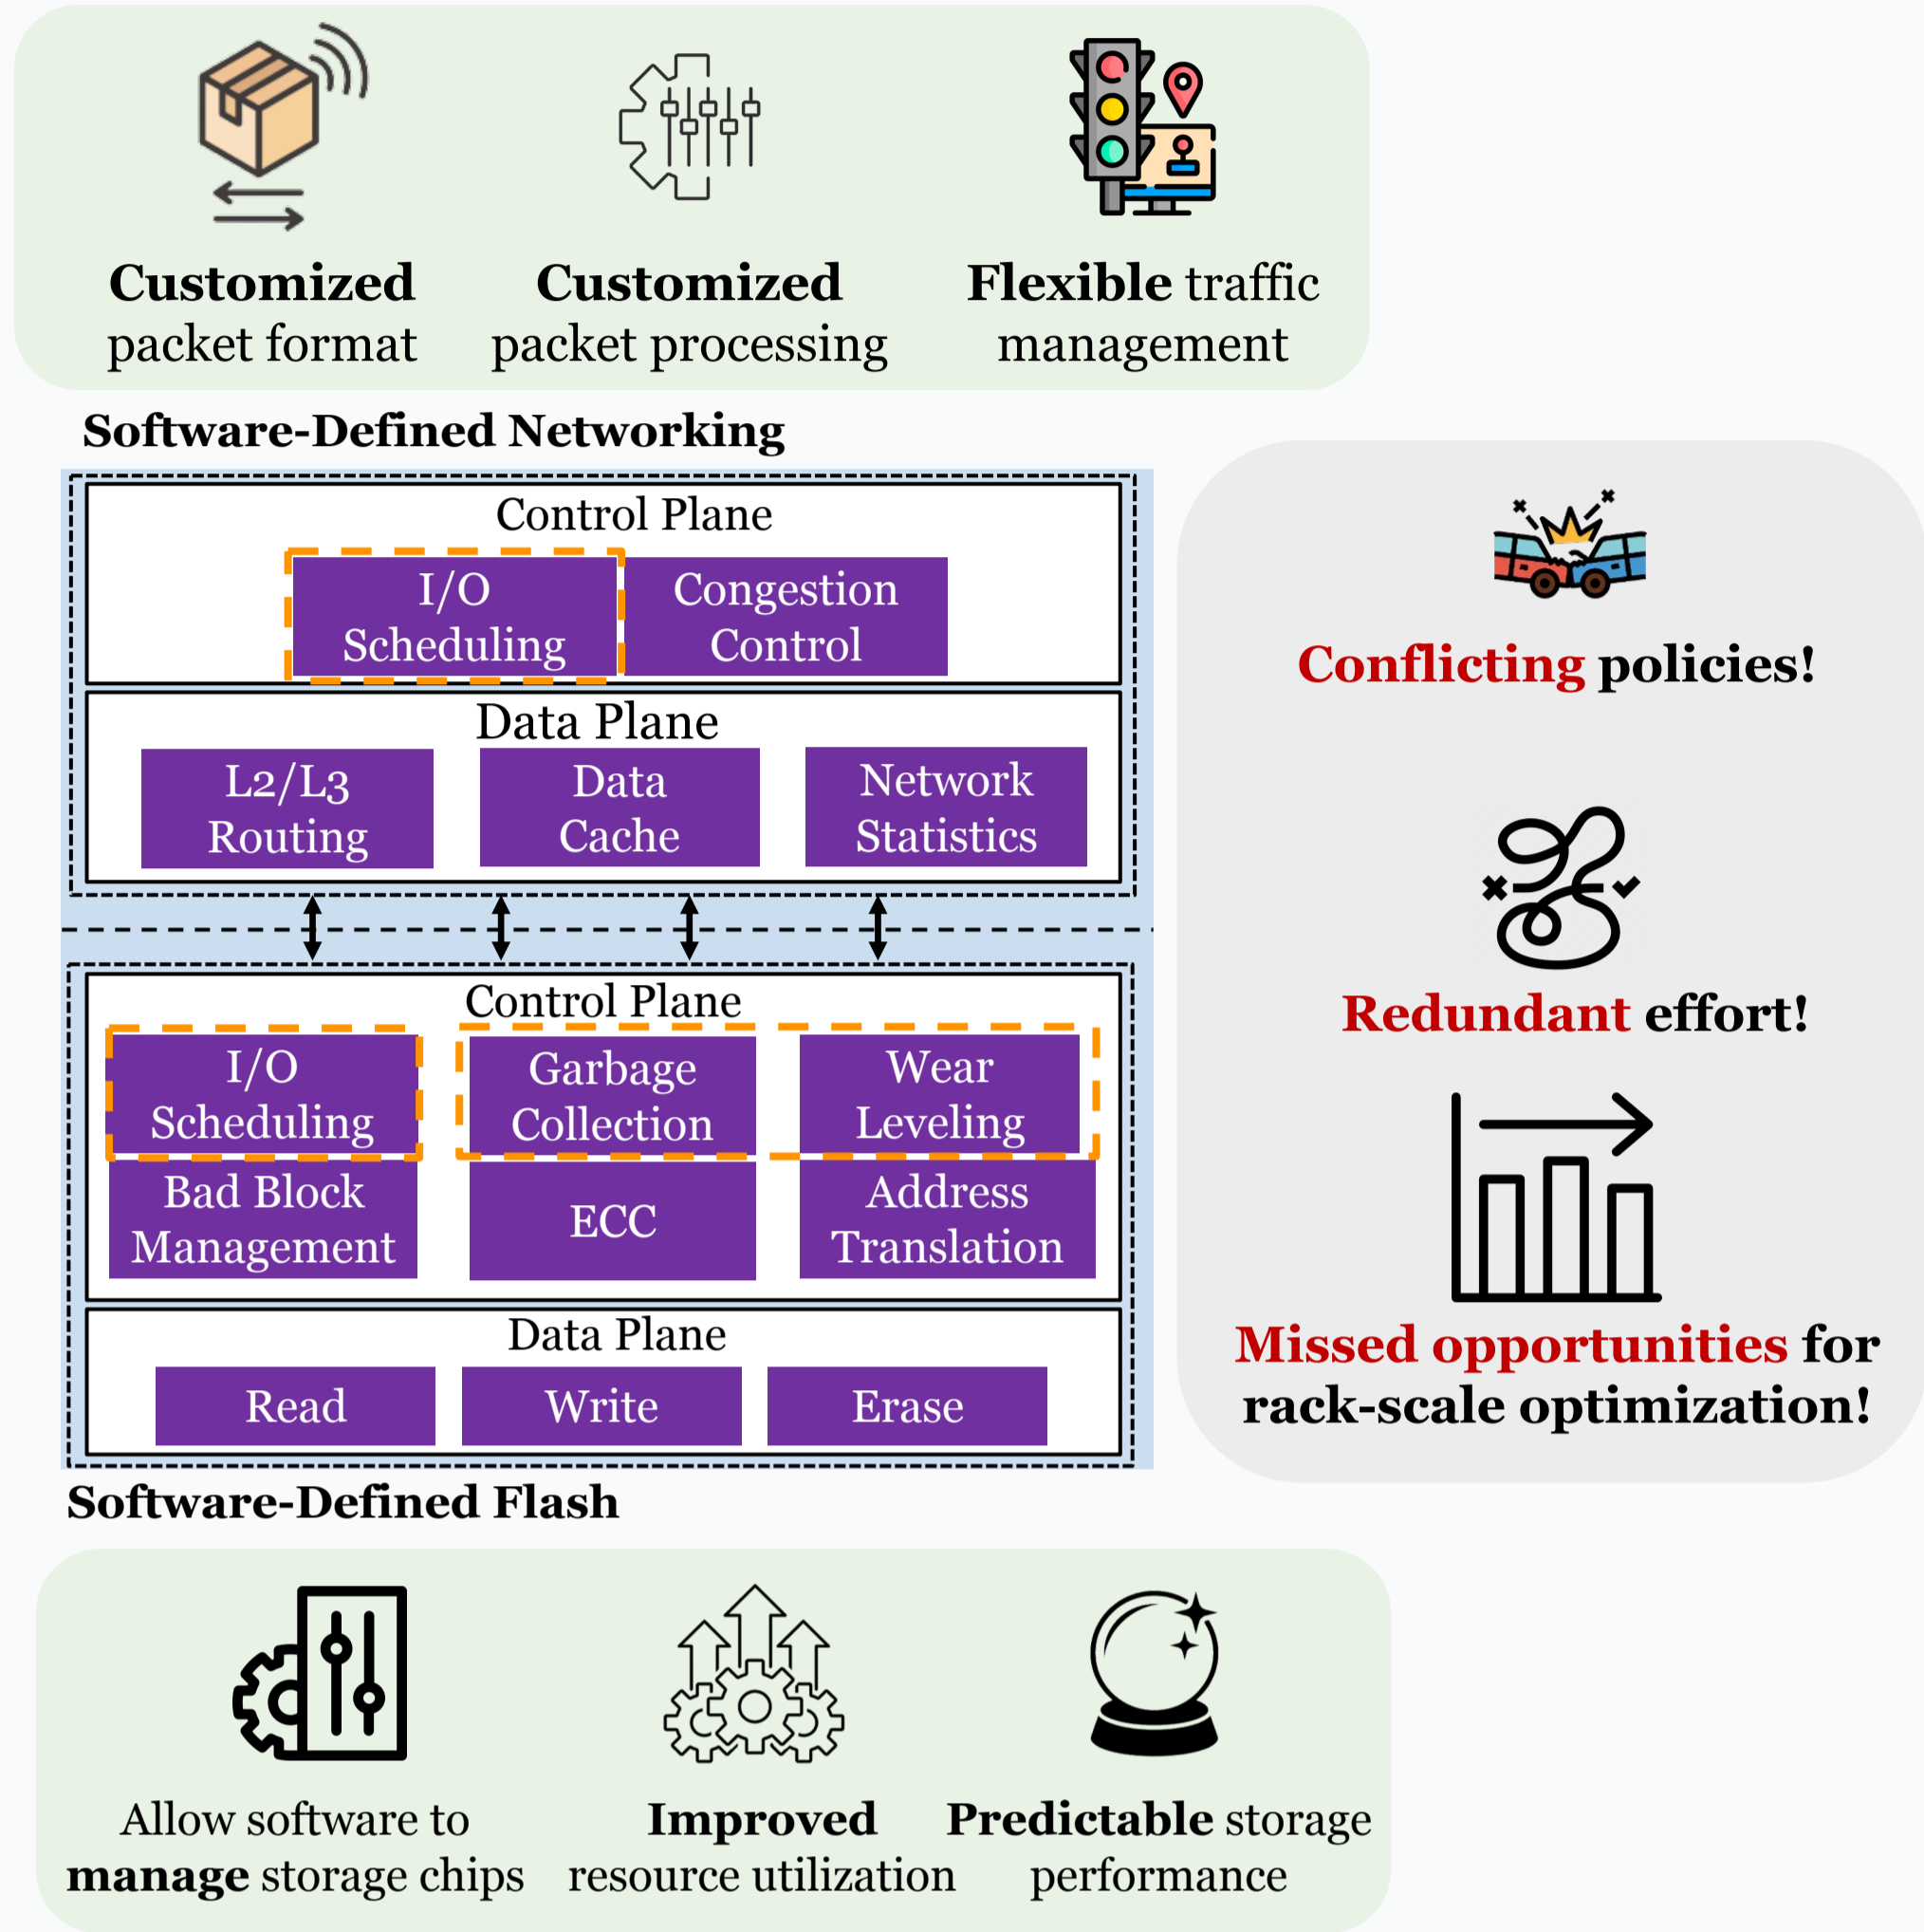 Customized
packet format
Customized
packet processing
Flexible traffic
management
Software-Defined Networking
Control Plane
I/O
Scheduling
Congestion
Control
Data Plane
L2/L3
Routing
Data
Cache
Network
Statistics
Control Plane
I/O
Scheduling
Garbage
Collection
Wear
Leveling
Bad Block
Management
ECC
Address
Translation
Data Plane
Read
Write
Erase
Software-Defined Flash
Conflicting policies!
Redundant effort!
Missed opportunities for
rack-scale optimization!
Allow software to
manage storage chips
Improved
resource utilization
Predictable storage
performance